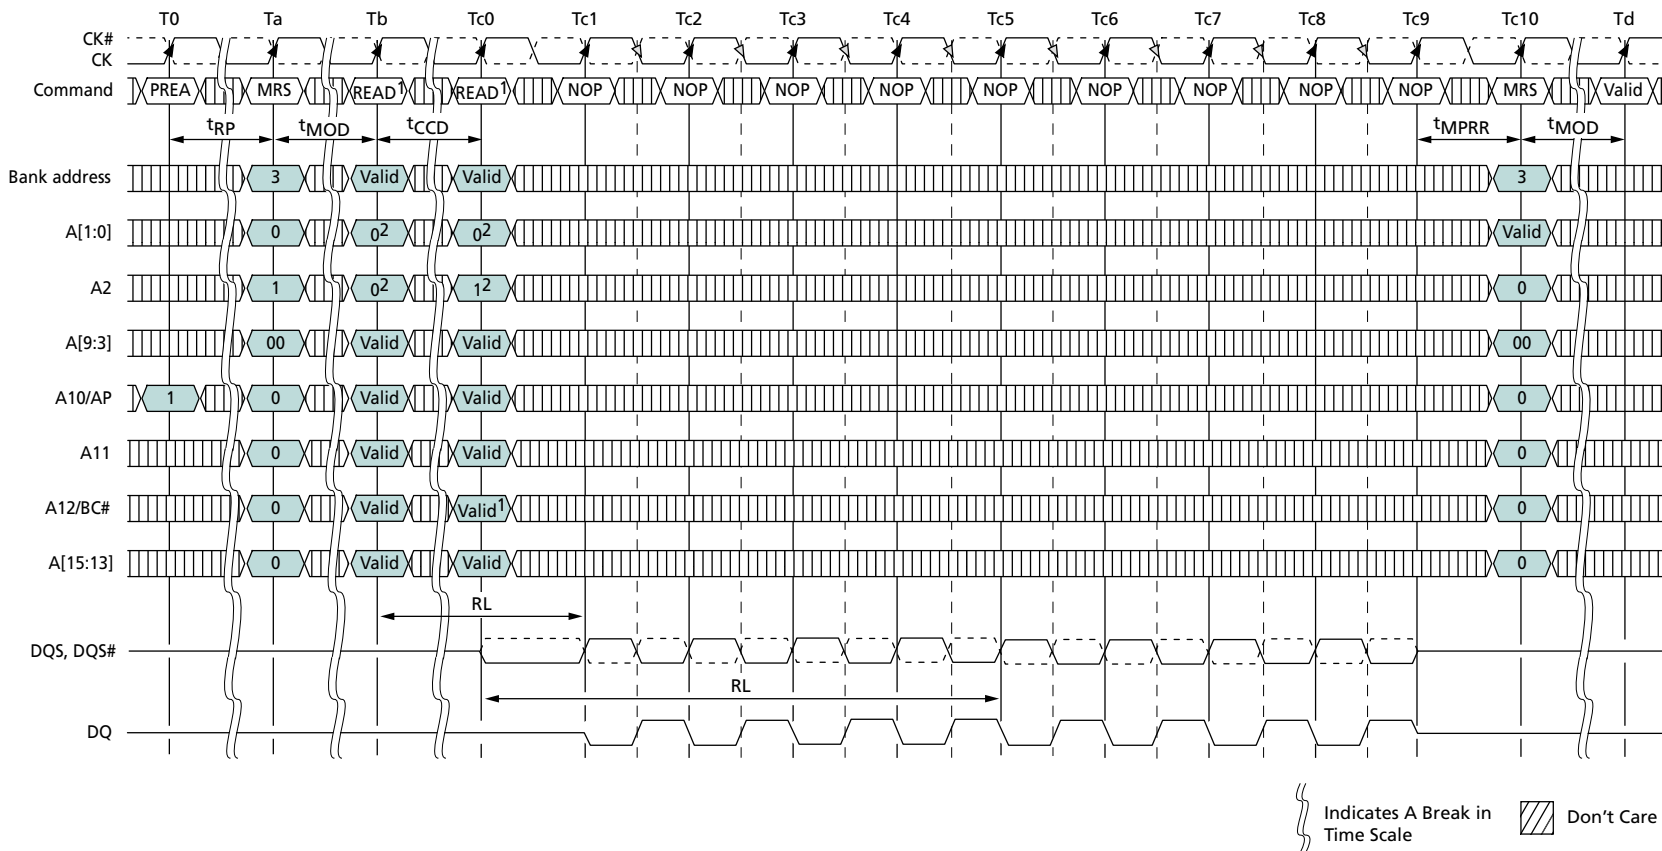 T0 Ta Tb Tc0 Tc1 Tc2 Tc3 Tc4 Tc5 Tc6 Tc7 Tc8 Tc9 Tc10 Td
CK#
CK
Command PREA MRS READ1 READ1 NOP NOP NOP NOP NOP NOP NOP NOP NOP MRS Valid
tRP tMOD tCCD tMPRR tMOD
Bank address 3 Valid Valid 3
A[1:0] 0 02 02 Valid
A2 1 02 12 0
A[9:3] 00 Valid Valid 00
A10/AP 1 0 Valid Valid 0
A11 0 Valid Valid 0
A12/BC# 0 Valid Valid1 0
A[15:13] 0 Valid Valid 0
RL
DQS, DQS#
RL
DQ
Indicates A Break in
Time Scale
Don't Care